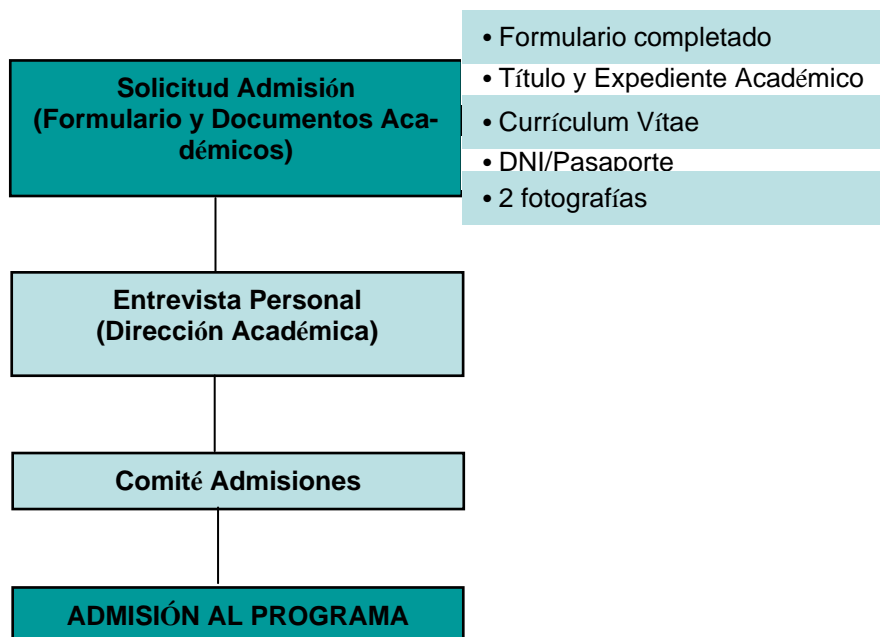 Solicitud Admisión
(Formulario y Documentos Aca-
démicos)
• Formulario completado
• Título y Expediente Académico
• Currículum Vítae
• DNI/Pasaporte
• 2 fotografías
Entrevista Personal
(Dirección Académica)
Comité Admisiones
ADMISIÓN AL PROGRAMA